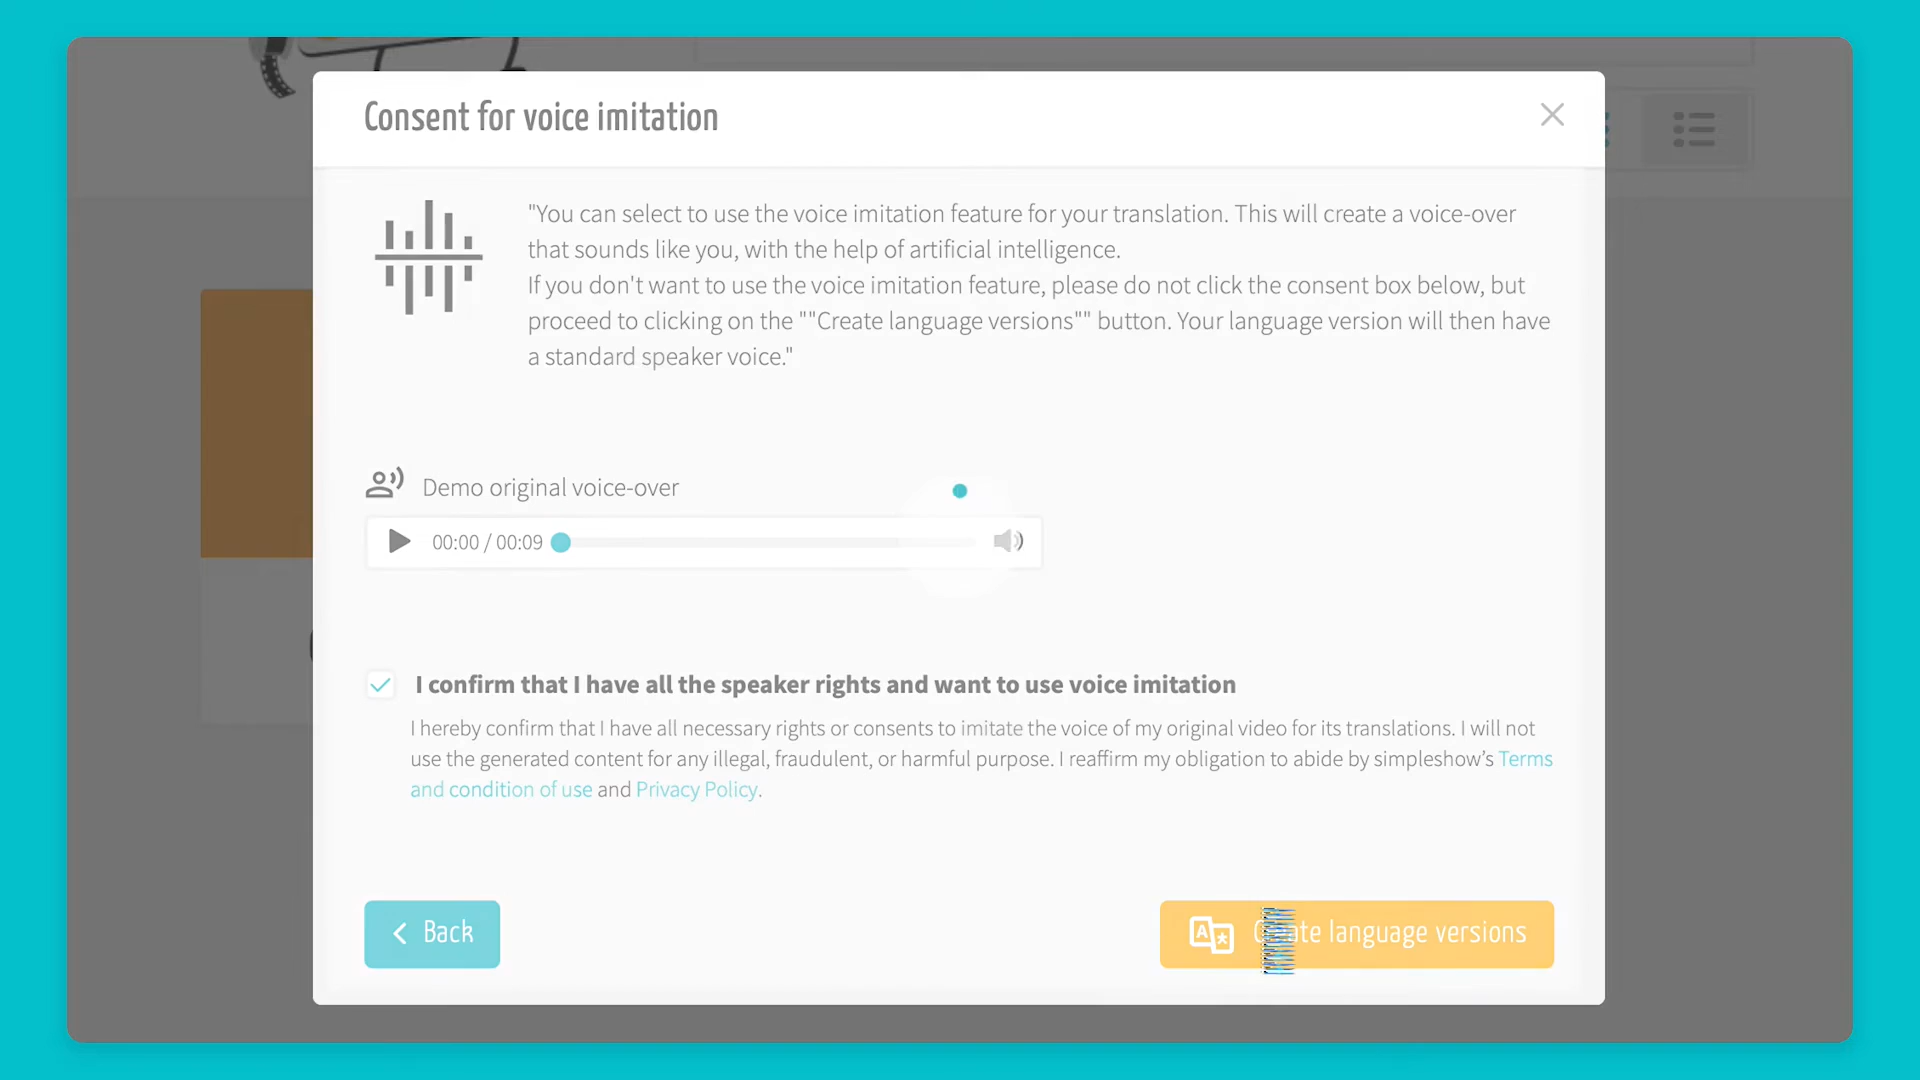 Consent for voice imitation
"You can select to use the voice imitation feature for your translation. This will create a voice-over
that sounds like you, with the help of artificial intelligence.
If you don't want to use the voice imitation feature, please do not click the consent box below, but
proceed to clicking on the ""Create language versions"" button. Your language version will then have
a standard speaker voice."
Demo original voice-over
00:00 / 00:09
I confirm that I have all the speaker rights and want to use voice imitation
I hereby confirm that I have all necessary rights or consents to imitate the voice of my original video for its translations. I will not
use the generated content for any illegal, fraudulent, or harmful purpose. I reaffirm my obligation to abide by simpleshow’s Terms
and condition of use and Privacy Policy.
Back
Create language versions